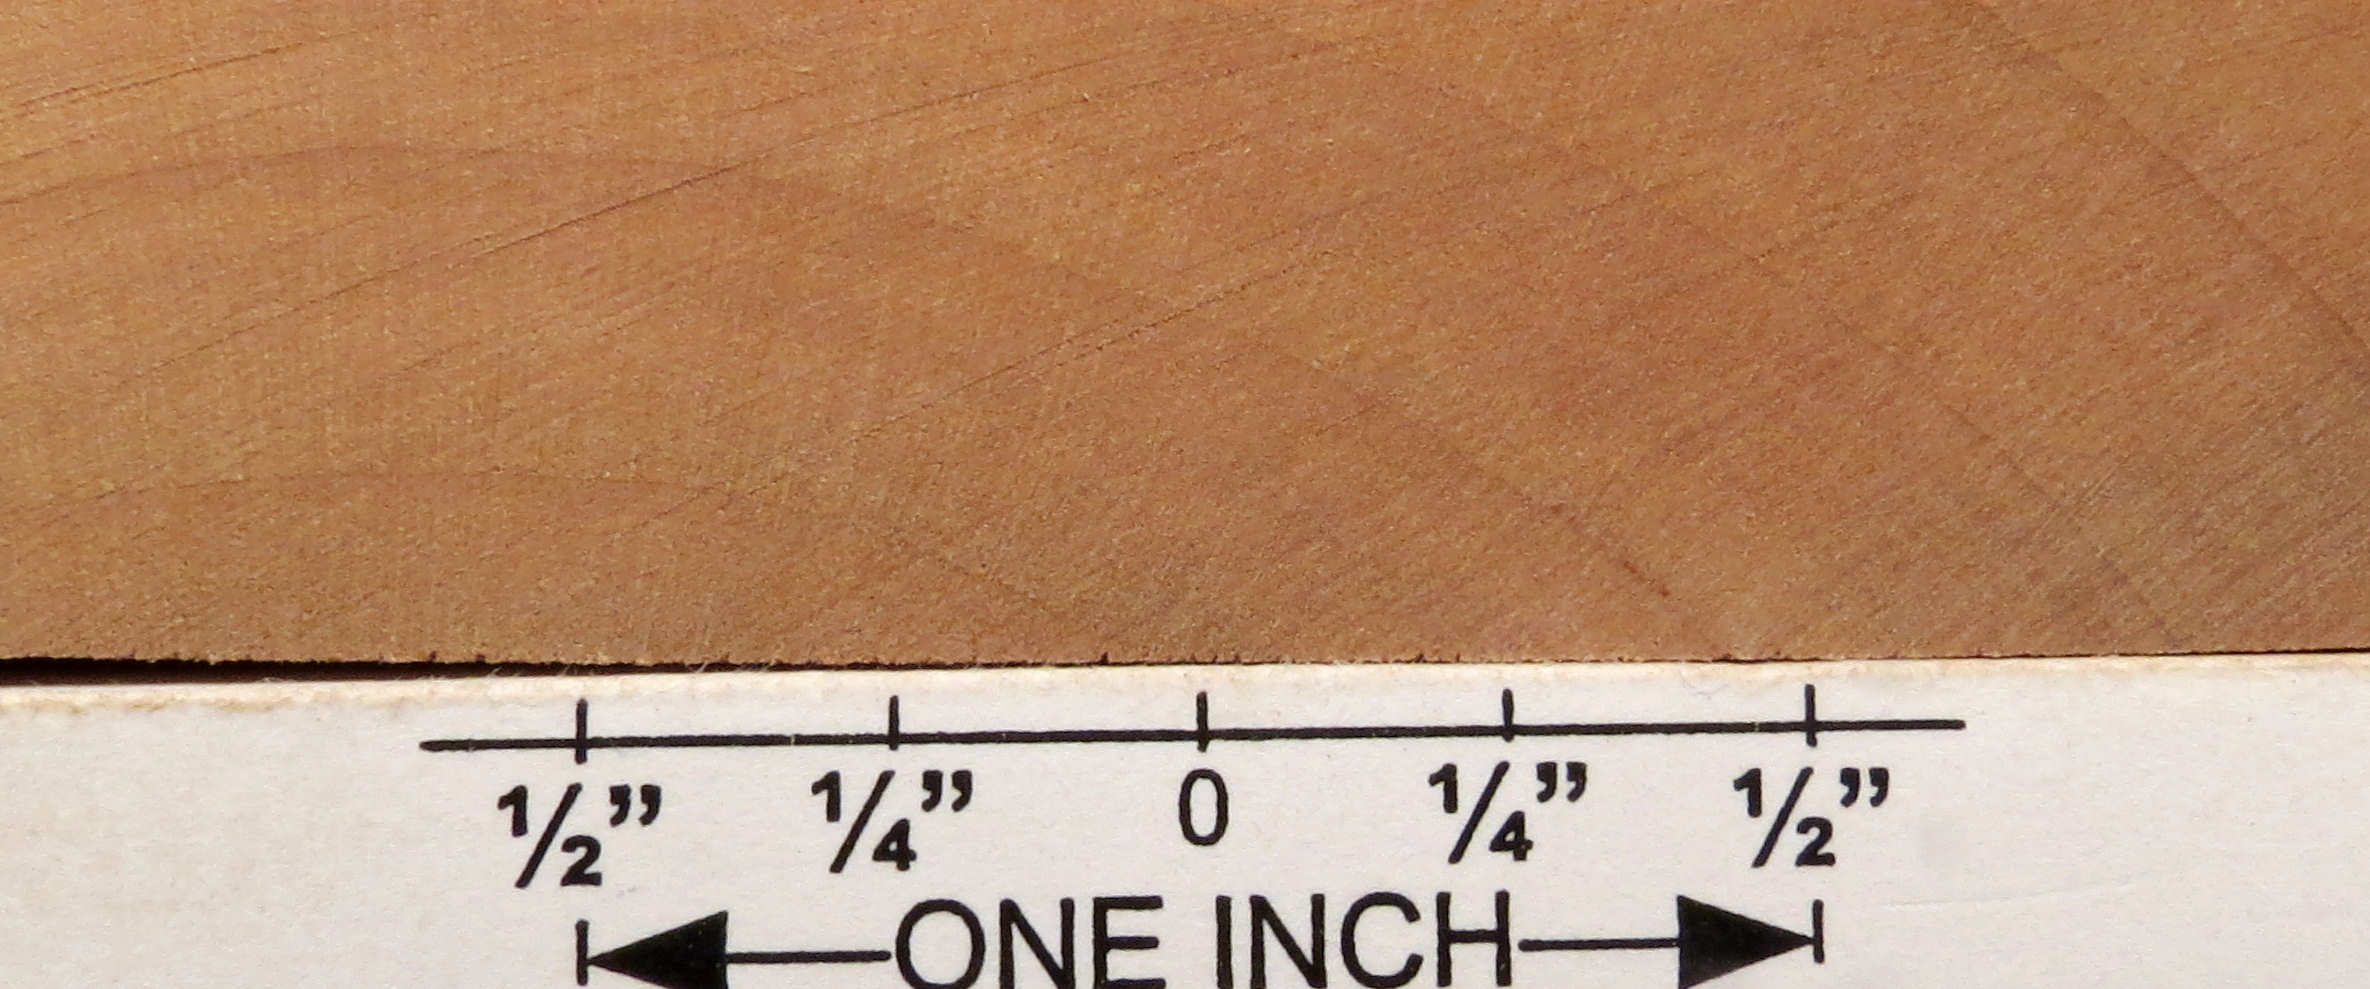 ½” ¼” 0 ¼” ½”
ONE INCH